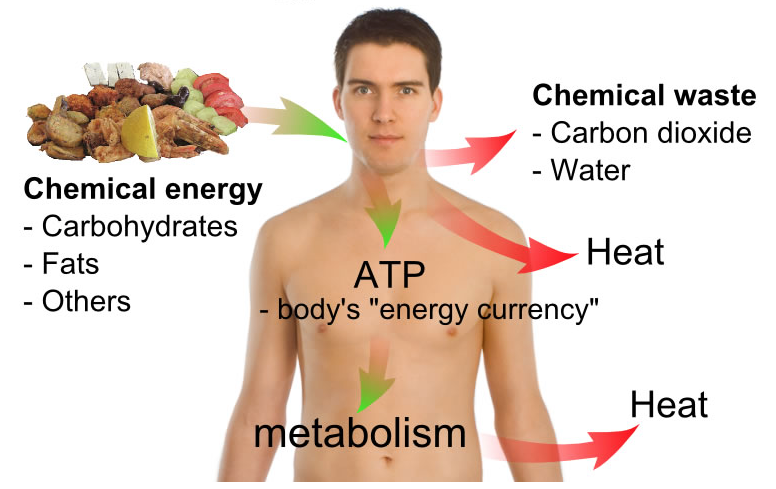 Chemical energy
- Carbohydrates
- Fats
- Others
Chemical waste
- Carbon dioxide
- Water
Heat
ATP
- body's "energy currency"
metabolism
Heat